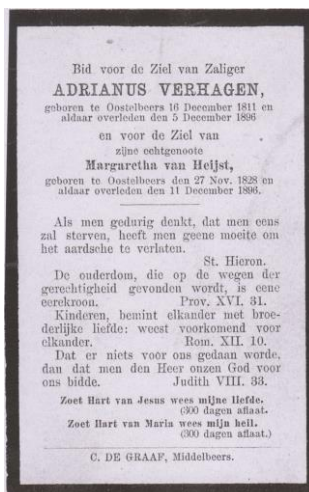 Bid voor de Ziel van Zaliger
ADRIANUS VERHAGEN,
geboren te Oostelbeers 16 December 1811 en
aldaar overleden den 5 December 1896
en voor de Ziel van
zijne echtgenoote
Margaretha van Heijst,
geboren te Oostelbeers den 27 Nov. 1828 en
aldaar overleden den 11 December 1896.
Als men gedurig denkt, dat men eens
zal sterven, heeft men geene moeite om
het aardsche te verlaten.
St. Hieron.
De ouderdom, die op de wegen der
gerechtigheid gevonden wordt, is eene
eerekroon. Prov. XVI. 31.
Kinderen, bemint elkander met broe-
derlijke liefde: weest voorkomend voor
elkander. Rom. XII. 10.
Dat er niets voor ons gedaan worde,
dan dat men den Heer onzen God voor
ons bidde. Judith VIII. 33.
Zoet Hart van Jesus wees mijne liefde.
(300 dagen aflaat.
Zoet Hart van Maria wees mijn heil.
(300 dagen aflaat.)
C. DE GRAAF, Middelbeers.